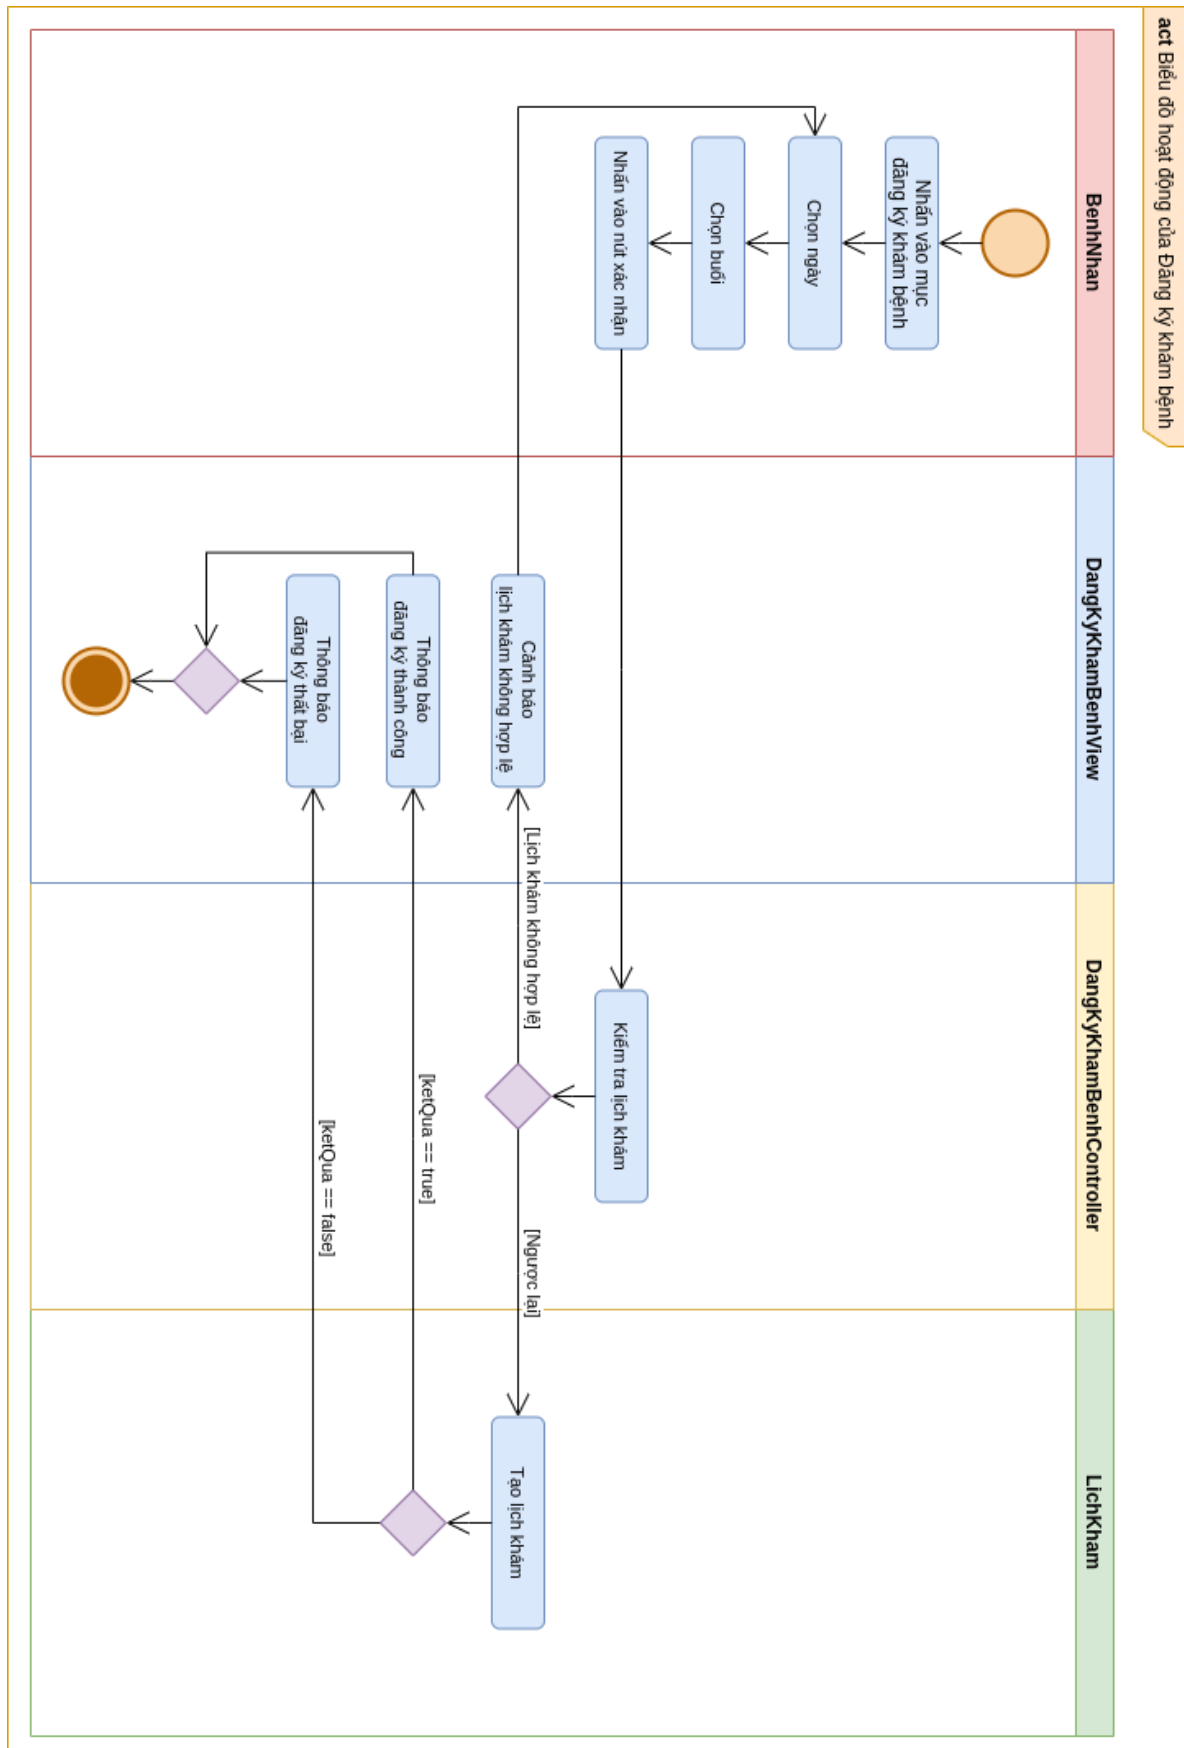 act Biểu đồ hoạt động của Đăng ký khám bệnh
BenhNhan
DangKyKhamBenhView
DangKyKhamBenhController
LichKham
Nhấn vào mục
đăng ký khám bệnh
Chọn ngày
Chọn buổi
Nhấn vào nút xác nhận
Kiểm tra lịch khám
Cảnh báo
lịch khám không hợp lệ
[Lịch khám không hợp lệ]
[Ngược lại]
Tạo lịch khám
Thông báo
đăng ký thành công
[ketQua == true]
Thông báo
đăng ký thất bại
[ketQua == false]